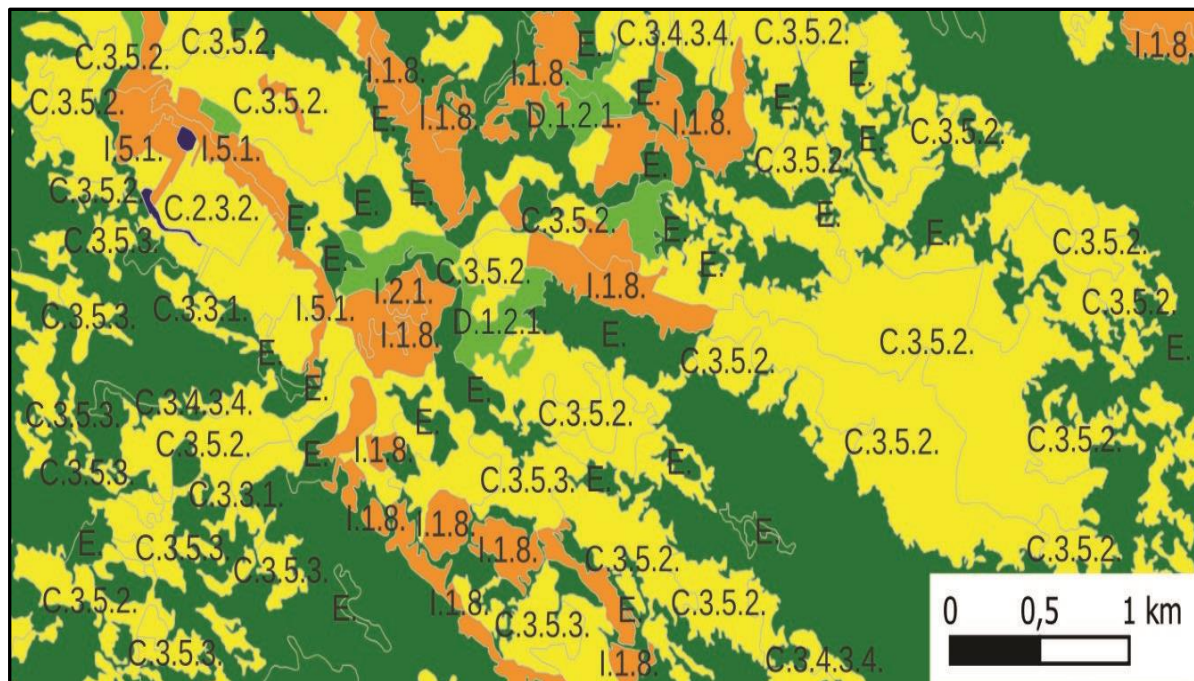 C.3.5.2.
C.3.4.3.4.
C.3.5.2.
I.1.8.
C.3.5.2.
E.
I.1.8.
I.1.8.
E.
C.3.5.2.
C.3.5.2.
E.
I.1.8.
D.1.2.1.
I.1.8.
C.3.5.2.
E.
I.5.1.
I.5.1.
E.
E.
C.3.5.2.
C.3.5.2.
E.
C.2.3.2.
E.
C.3.5.2.
E.
E.
C.3.5.3.
E.
E.
E.
C.3.5.2.
C.3.5.2.
E.
I.2.1.
I.1.8.
C.3.3.1.
I.5.1.
C.3.5.2.
C.3.5.3.
I.1.8.
D.1.2.1.
E.
C.3.5.2.
E.
E.
C.3.5.2.
E.
E.
C.3.4.3.4.
C.3.5.2.
C.3.5.3.
E.
C.3.5.2.
I.1.8.
C.3.5.2.
C.3.5.2.
E.
E.
C.3.5.3.
C.3.5.3.
E.
C.3.3.1.
I.1.8.
I.1.8.
E.
E.
C.3.5.3.
I.1.8.
C.3.5.2.
C.3.5.2.
C.3.5.3.
C.3.5.2.
E.
I.1.8.
E.
C.3.5.2.
C.3.5.3.
C.3.5.3.
I.1.8.
C.3.4.3.4.
0 0,5 1 km